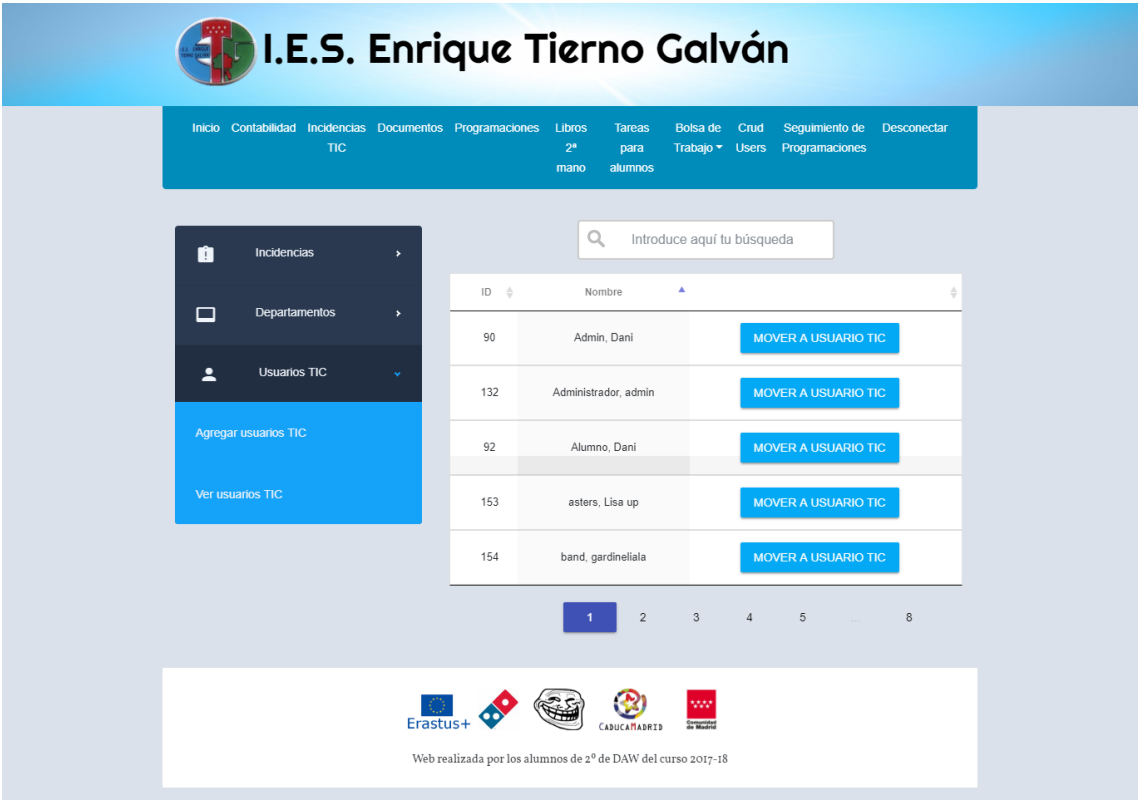 I.E.S. Enrique Tierno Galván
Inicio Contabilidad Incidencias TIC Documentos Programaciones Libros 2ª mano Tareas para alumnos Bolsa de Trabajo Crud Users Seguimiento de Programaciones Desconectar
Incidencias
Departamentos
Usuarios TIC
Agregar usuarios TIC
Ver usuarios TIC
Introduce aquí tu búsqueda
ID Nombre
90 Admin, Dani MOVER A USUARIO TIC
132 Administrador, admin MOVER A USUARIO TIC
92 Alumno, Dani MOVER A USUARIO TIC
153 asters, Lisa up MOVER A USUARIO TIC
154 band, gardineliala MOVER A USUARIO TIC
1 2 3 4 5 ... 8
Erasmus+ CADUCAMADRID Comunidad de Madrid
Web realizada por los alumnos de 2º de DAW del curso 2017-18